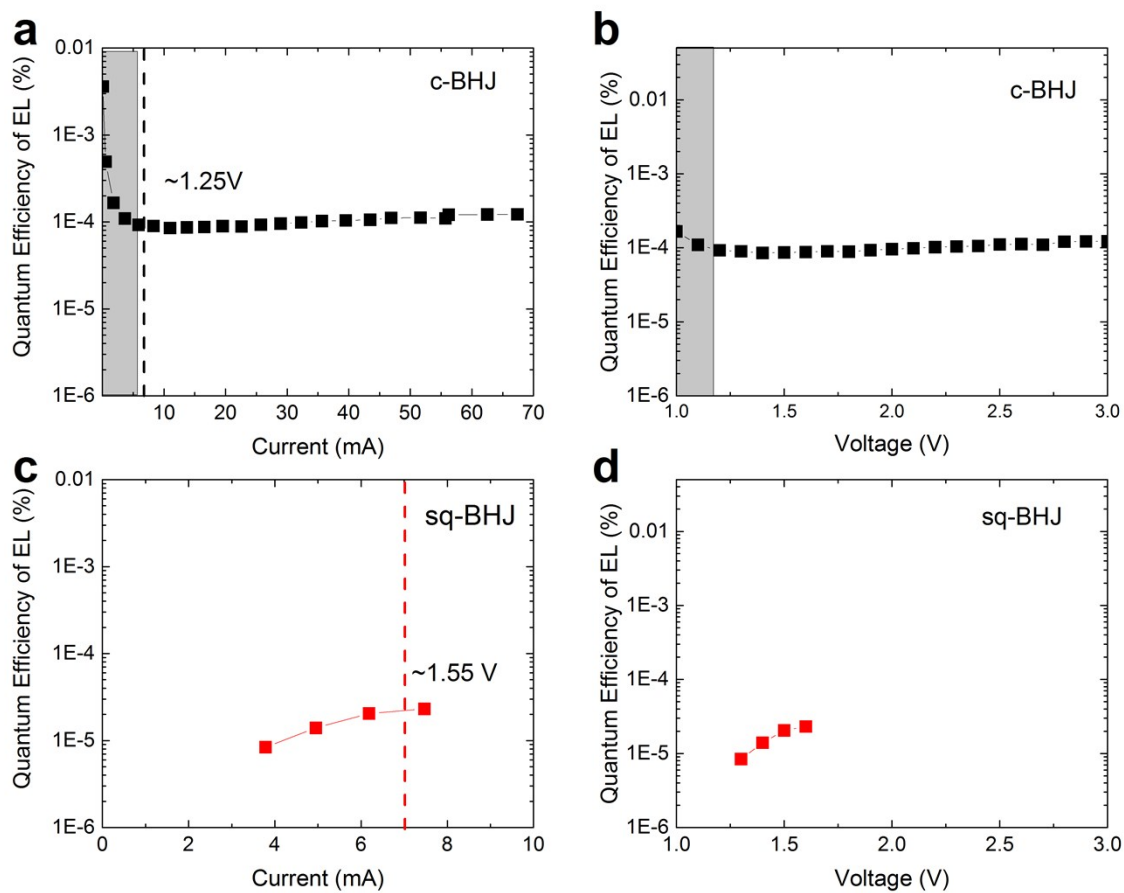 a
0.01
1E-3
1E-4
1E-5
1E-6
Quantum Efficiency of EL (%)
c-BHJ
~1.25V
10 20 30 40 50 60 70
Current (mA)
b
0.01
1E-3
1E-4
1E-5
1E-6
Quantum Efficiency of EL (%)
c-BHJ
1.0 1.5 2.0 2.5 3.0
Voltage (V)
c
0.01
1E-3
1E-4
1E-5
1E-6
Quantum Efficiency of EL (%)
sq-BHJ
~1.55 V
0 2 4 6 8 10
Current (mA)
d
0.01
1E-3
1E-4
1E-5
1E-6
Quantum Efficiency of EL (%)
sq-BHJ
1.0 1.5 2.0 2.5 3.0
Voltage (V)